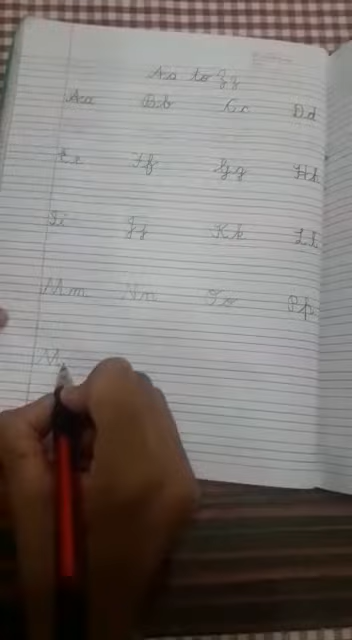 Aa to Zz
Aa Bb Cc Dd
Ee Ff Gg Hh
Ii Jj Kk Ll
Mm Nn Oo Pp